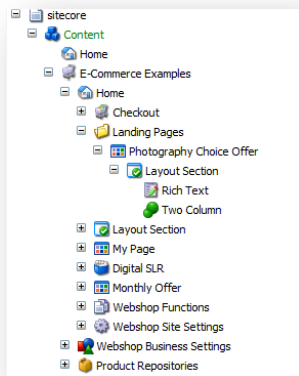 sitecore
Content
Home
E-Commerce Examples
Home
Checkout
Landing Pages
Photography Choice Offer
Layout Section
Rich Text
Two Column
Layout Section
My Page
Digital SLR
Monthly Offer
Webshop Functions
Webshop Site Settings
Webshop Business Settings
Product Repositories